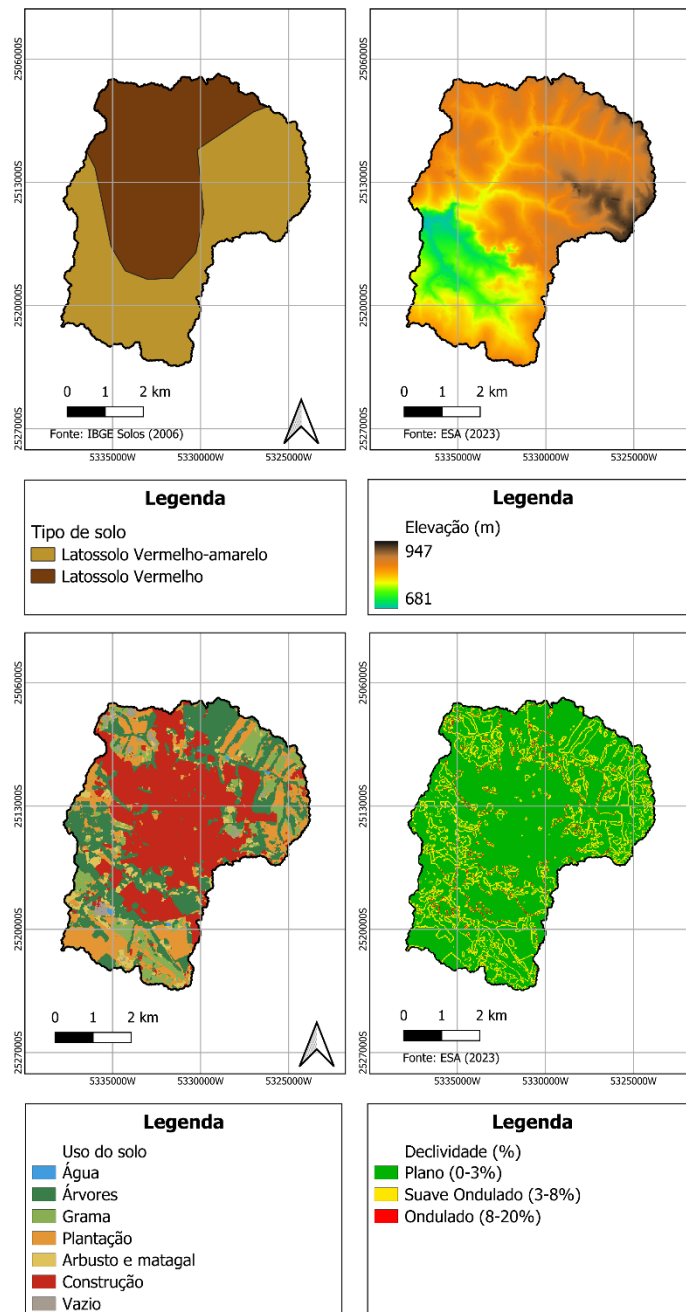 2506000S
2513000S
2520000S
2527000S
0 1 2 km
Fonte: IBGE Solos (2006)
5335000W 5330000W 5325000W
2506000S
2513000S
2520000S
2527000S
0 1 2 km
Fonte: ESA (2023)
5335000W 5330000W 5325000W
Legenda
Tipo de solo
Latossolo Vermelho-amarelo
Latossolo Vermelho
Legenda
Elevação (m)
947
681
2506000S
2513000S
2520000S
2527000S
0 1 2 km
5335000W 5330000W 5325000W
2506000S
2513000S
2520000S
2527000S
0 1 2 km
Fonte: ESA (2023)
5335000W 5330000W 5325000W
Legenda
Uso do solo
Água
Árvores
Grama
Plantação
Arbusto e matagal
Construção
Vazio
Legenda
Declividade (%)
Plano (0-3%)
Suave Ondulado (3-8%)
Ondulado (8-20%)